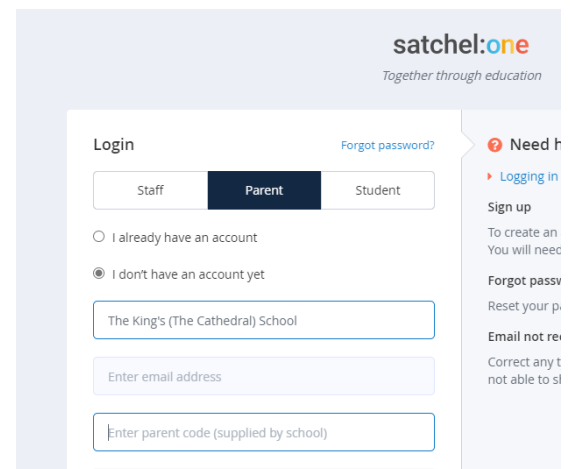 satchel:one
Together through education
Login
Forgot password?
Staff
Parent
Student
I already have an account
I don't have an account yet
The King's (The Cathedral) School
Enter email address
Enter parent code (supplied by school)
Need
Logging in
Sign up
To create an
You will need
Forgot
Reset your
Email not
Correct any
not able to